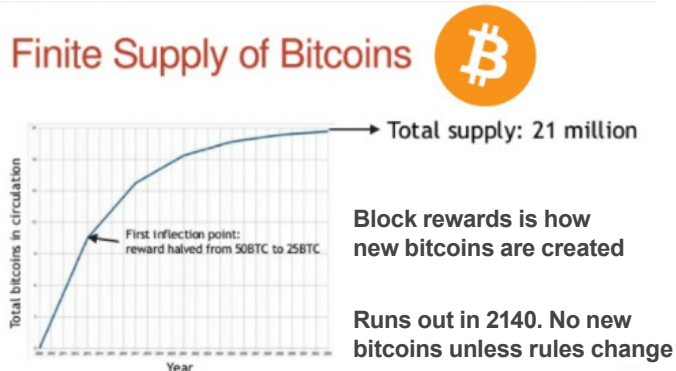 Finite Supply of Bitcoins
Total supply: 21 million
Total bitcoins in circulation
First inflection point:
reward halved from 50BTC to 25BTC
Block rewards is how
new bitcoins are created
Runs out in 2140. No new
bitcoins unless rules change
Year